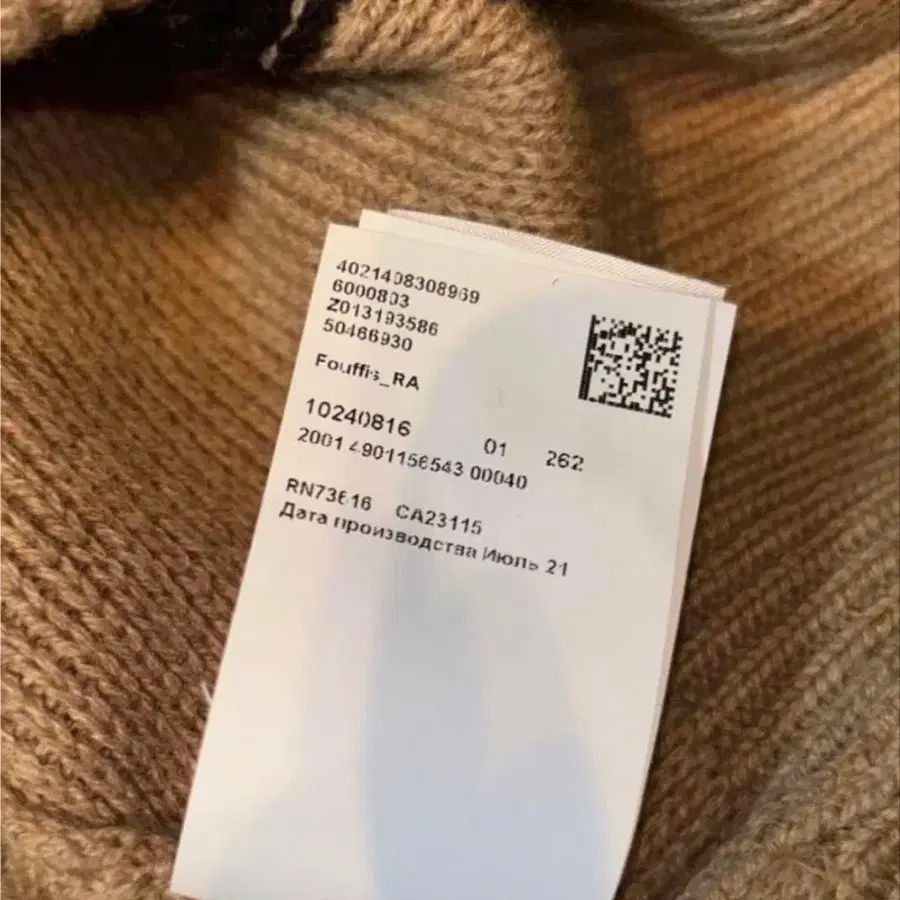 4021408308969
6000803
Z013193586
50466930
Fouffis_RA
10240816 01 262
2001 4901156543 00040
RN73616 CA23115
Дата производства Июль 21